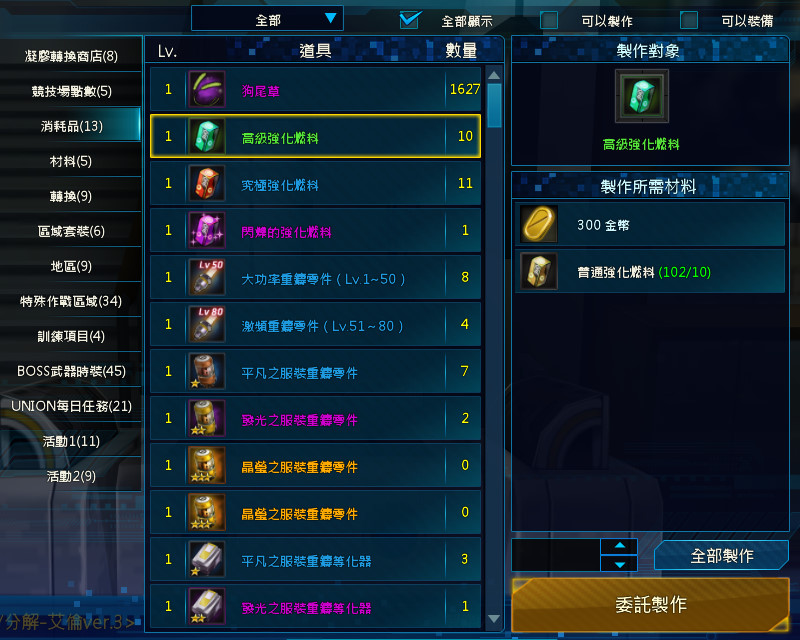 全部
全部顯示
可以製作
可以裝備
凝膠轉換商店(8)
競技場點數(5)
消耗品(13)
材料(5)
轉換(9)
區域套裝(6)
地區(9)
特殊作戰區域(34)
訓練項目(4)
BOSS武器時裝(45)
UNION每日任務(21)
活動1(11)
活動2(9)
/分解-艾倫ver.3>
Lv. 道具 數量
1 狗尾草 1627
1 高級強化燃料 10
1 究極強化燃料 11
1 閃耀的強化燃料 1
1 Lv 50 大功率重鑄零件 ( Lv.1~50 ) 8
1 Lv 80 激頻重鑄零件 ( Lv.51~80 ) 4
1 平凡之服裝重鑄零件 7
1 發光之服裝重鑄零件 2
1 晶瑩之服裝重鑄零件 0
1 晶瑩之服裝重鑄零件 0
1 平凡之服裝重鑄等化器 3
1 發光之服裝重鑄等化器 1
製作對象
高級強化燃料
製作所需材料
300 金幣
普通強化燃料 (102/10)
全部製作
委託製作